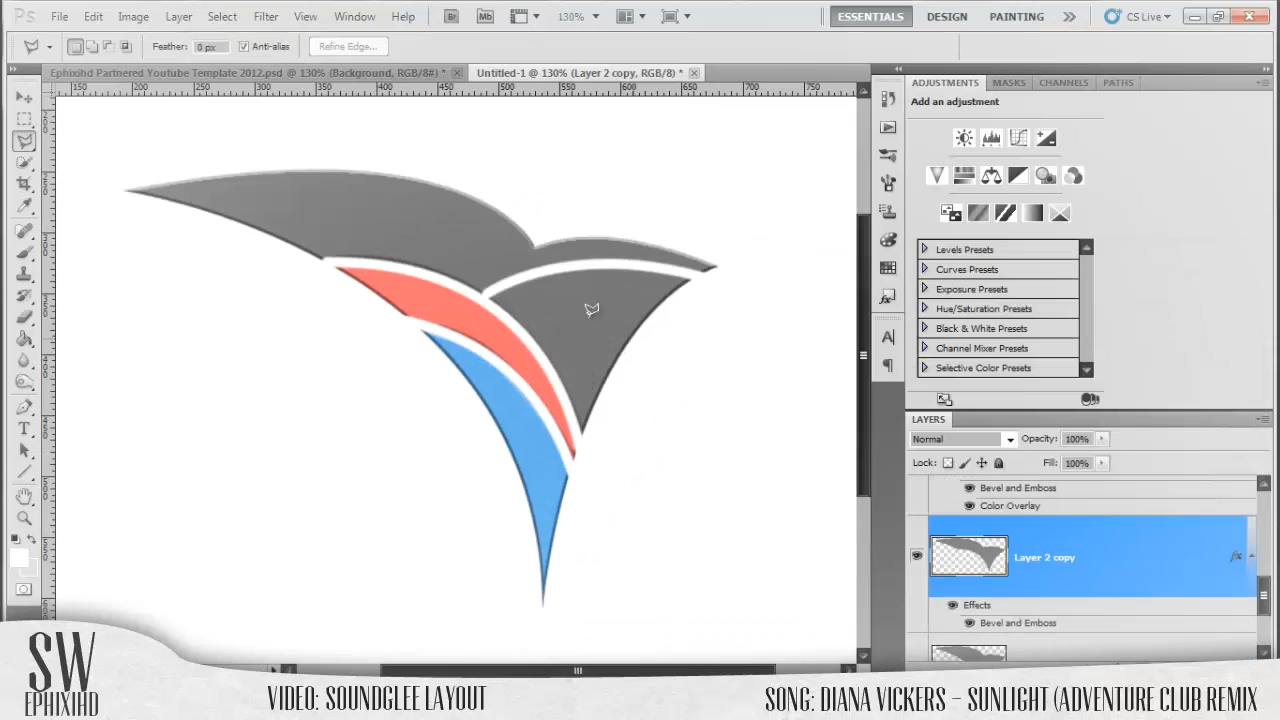 Ps File Edit Image Layer Select Filter Analysis View Window Help Br Mb 130% ESSENTIALS DESIGN PAINTING CS Live
Feather: 0 px Anti-alias Refine Edge...
Ephixihd Partnered Youtube Template 2012.psd @ 130% (Background, RGB/8#) * Untitled-1 @ 130% (Layer 2 copy, RGB/8) *
150 200 250 300 350 400 450 500 550 600 650 700 750
ADJUSTMENTS MASKS CHANNELS PATHS
Add an adjustment
Levels Presets
Curves Presets
Exposure Presets
Hue/Saturation Presets
Black & White Presets
Channel Mixer Presets
Selective Color Presets
LAYERS
Normal Opacity: 100%
Lock: Fill: 100%
Bevel and Emboss
Color Overlay
Layer 2 copy fx
Effects
Bevel and Emboss
SW
EPHIXIHD
VIDEO: SOUNDGLEE LAYOUT
SONG: DIANA VICKERS - SUNLIGHT (ADVENTURE CLUB REMIX